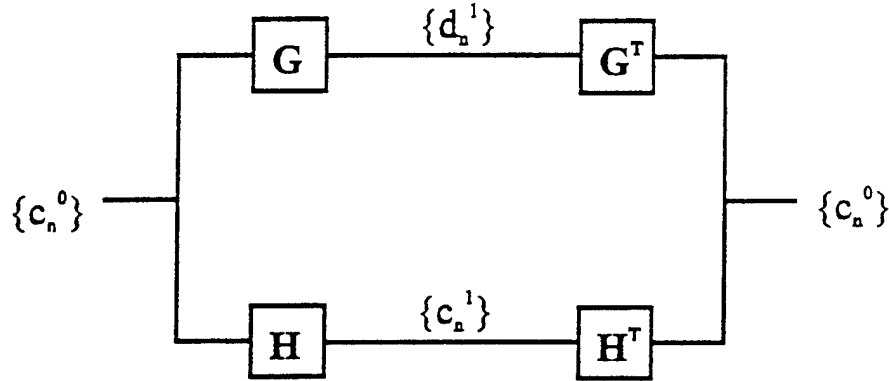 {d_n^1}
G
G^T
{c_n^0}
{c_n^0}
{c_n^1}
H
H^T